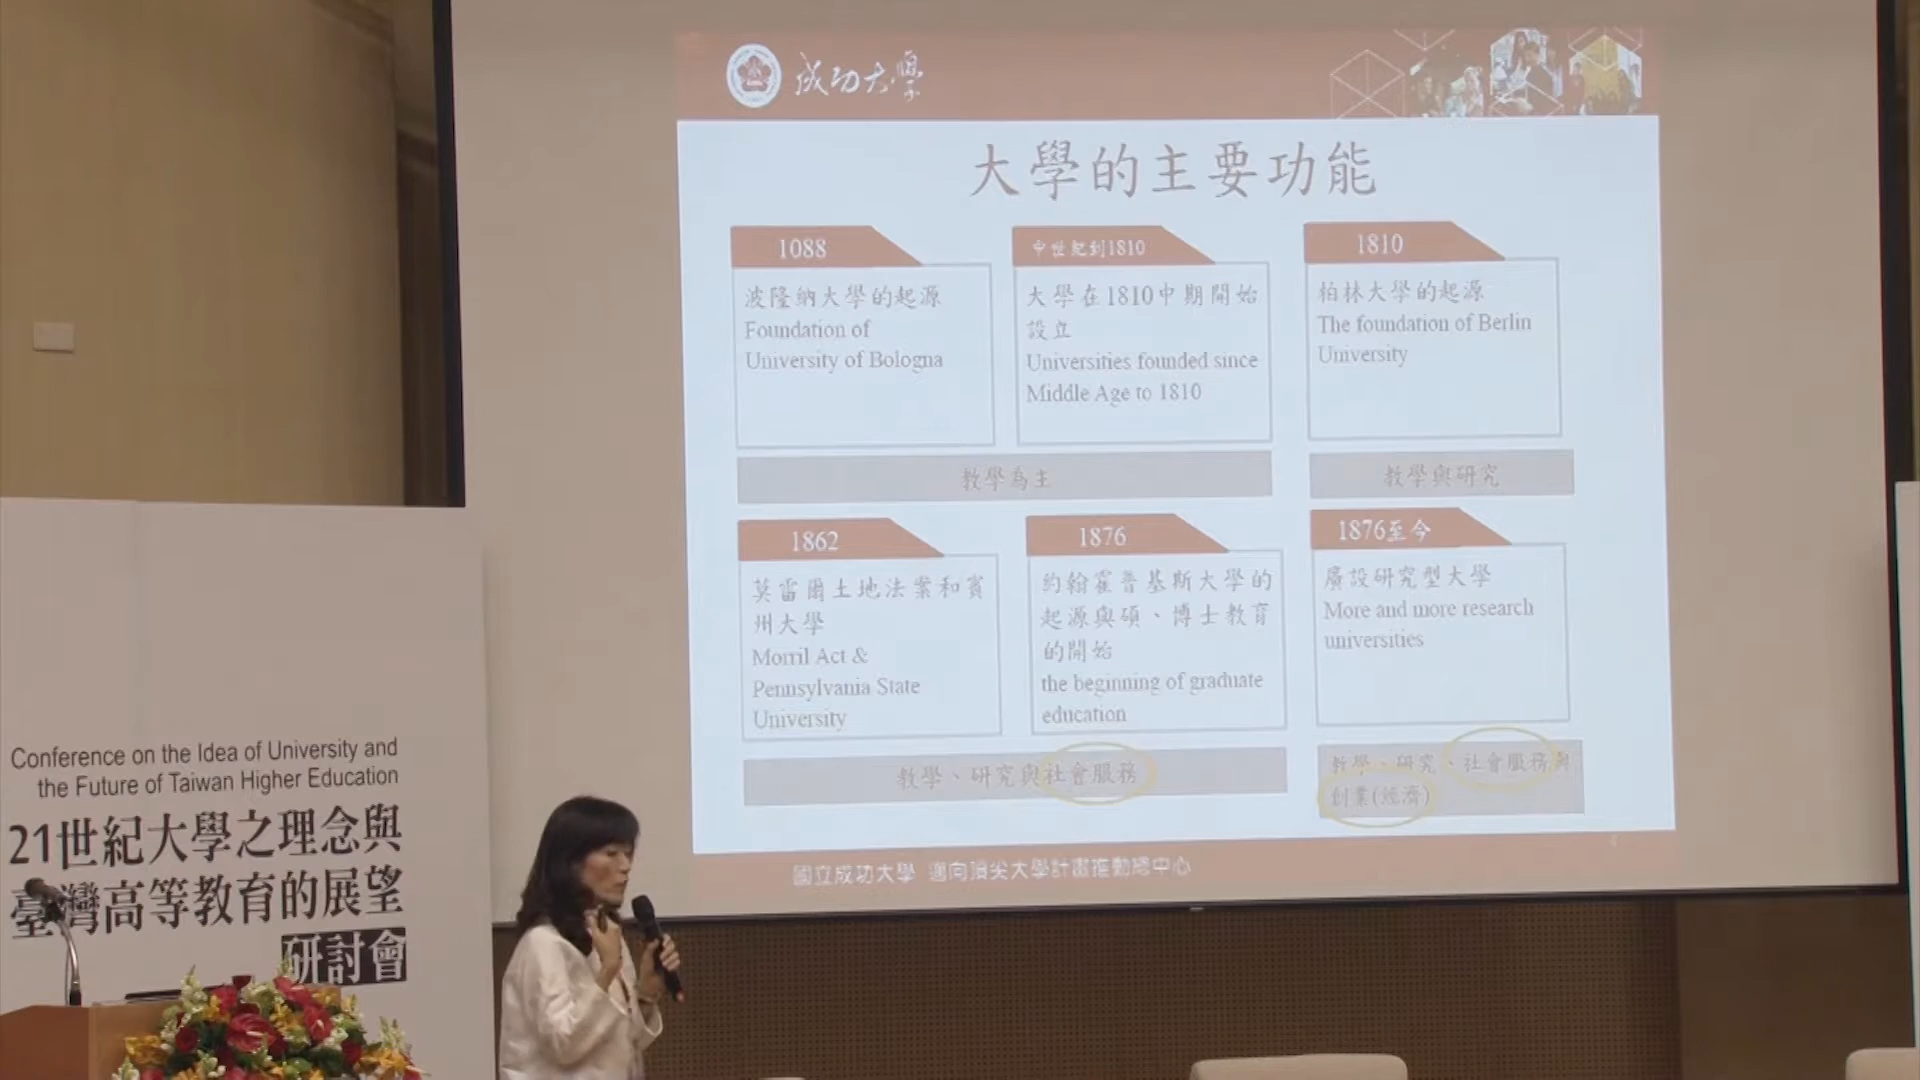 成功大學
大學的主要功能
1088
波隆納大學的起源
Foundation of
University of Bologna
中世紀到1810
大學在1810中期開始
設立
Universities founded since
Middle Age to 1810
1810
柏林大學的起源
The foundation of Berlin
University
教學為主
教學與研究
1862
莫雷爾土地法案和賓
州大學
Morril Act &
Pennsylvania State
University
1876
約翰霍普基斯大學的
起源與碩、博士教育
的開始
the beginning of graduate
education
1876至今
廣設研究型大學
More and more research
universities
教學、研究與社會服務
教學、研究、社會服務與
創業(經濟)
國立成功大學 邁向頂尖大學計畫推動總中心
Conference on the Idea of University and
the Future of Taiwan Higher Education
21世紀大學之理念與
臺灣高等教育的展望
研討會